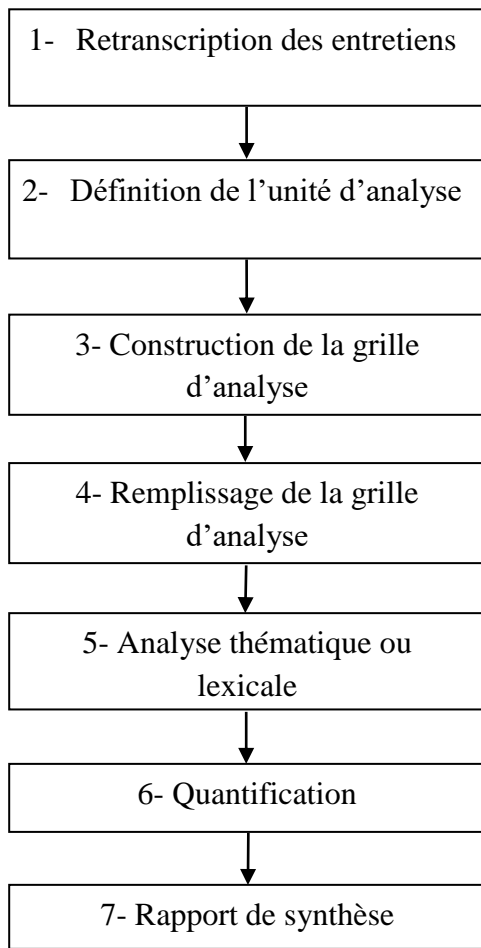 1- Retranscription des entretiens
2- Définition de l’unité d’analyse
3- Construction de la grille
d’analyse
4- Remplissage de la grille
d’analyse
5- Analyse thématique ou
lexicale
6- Quantification
7- Rapport de synthèse